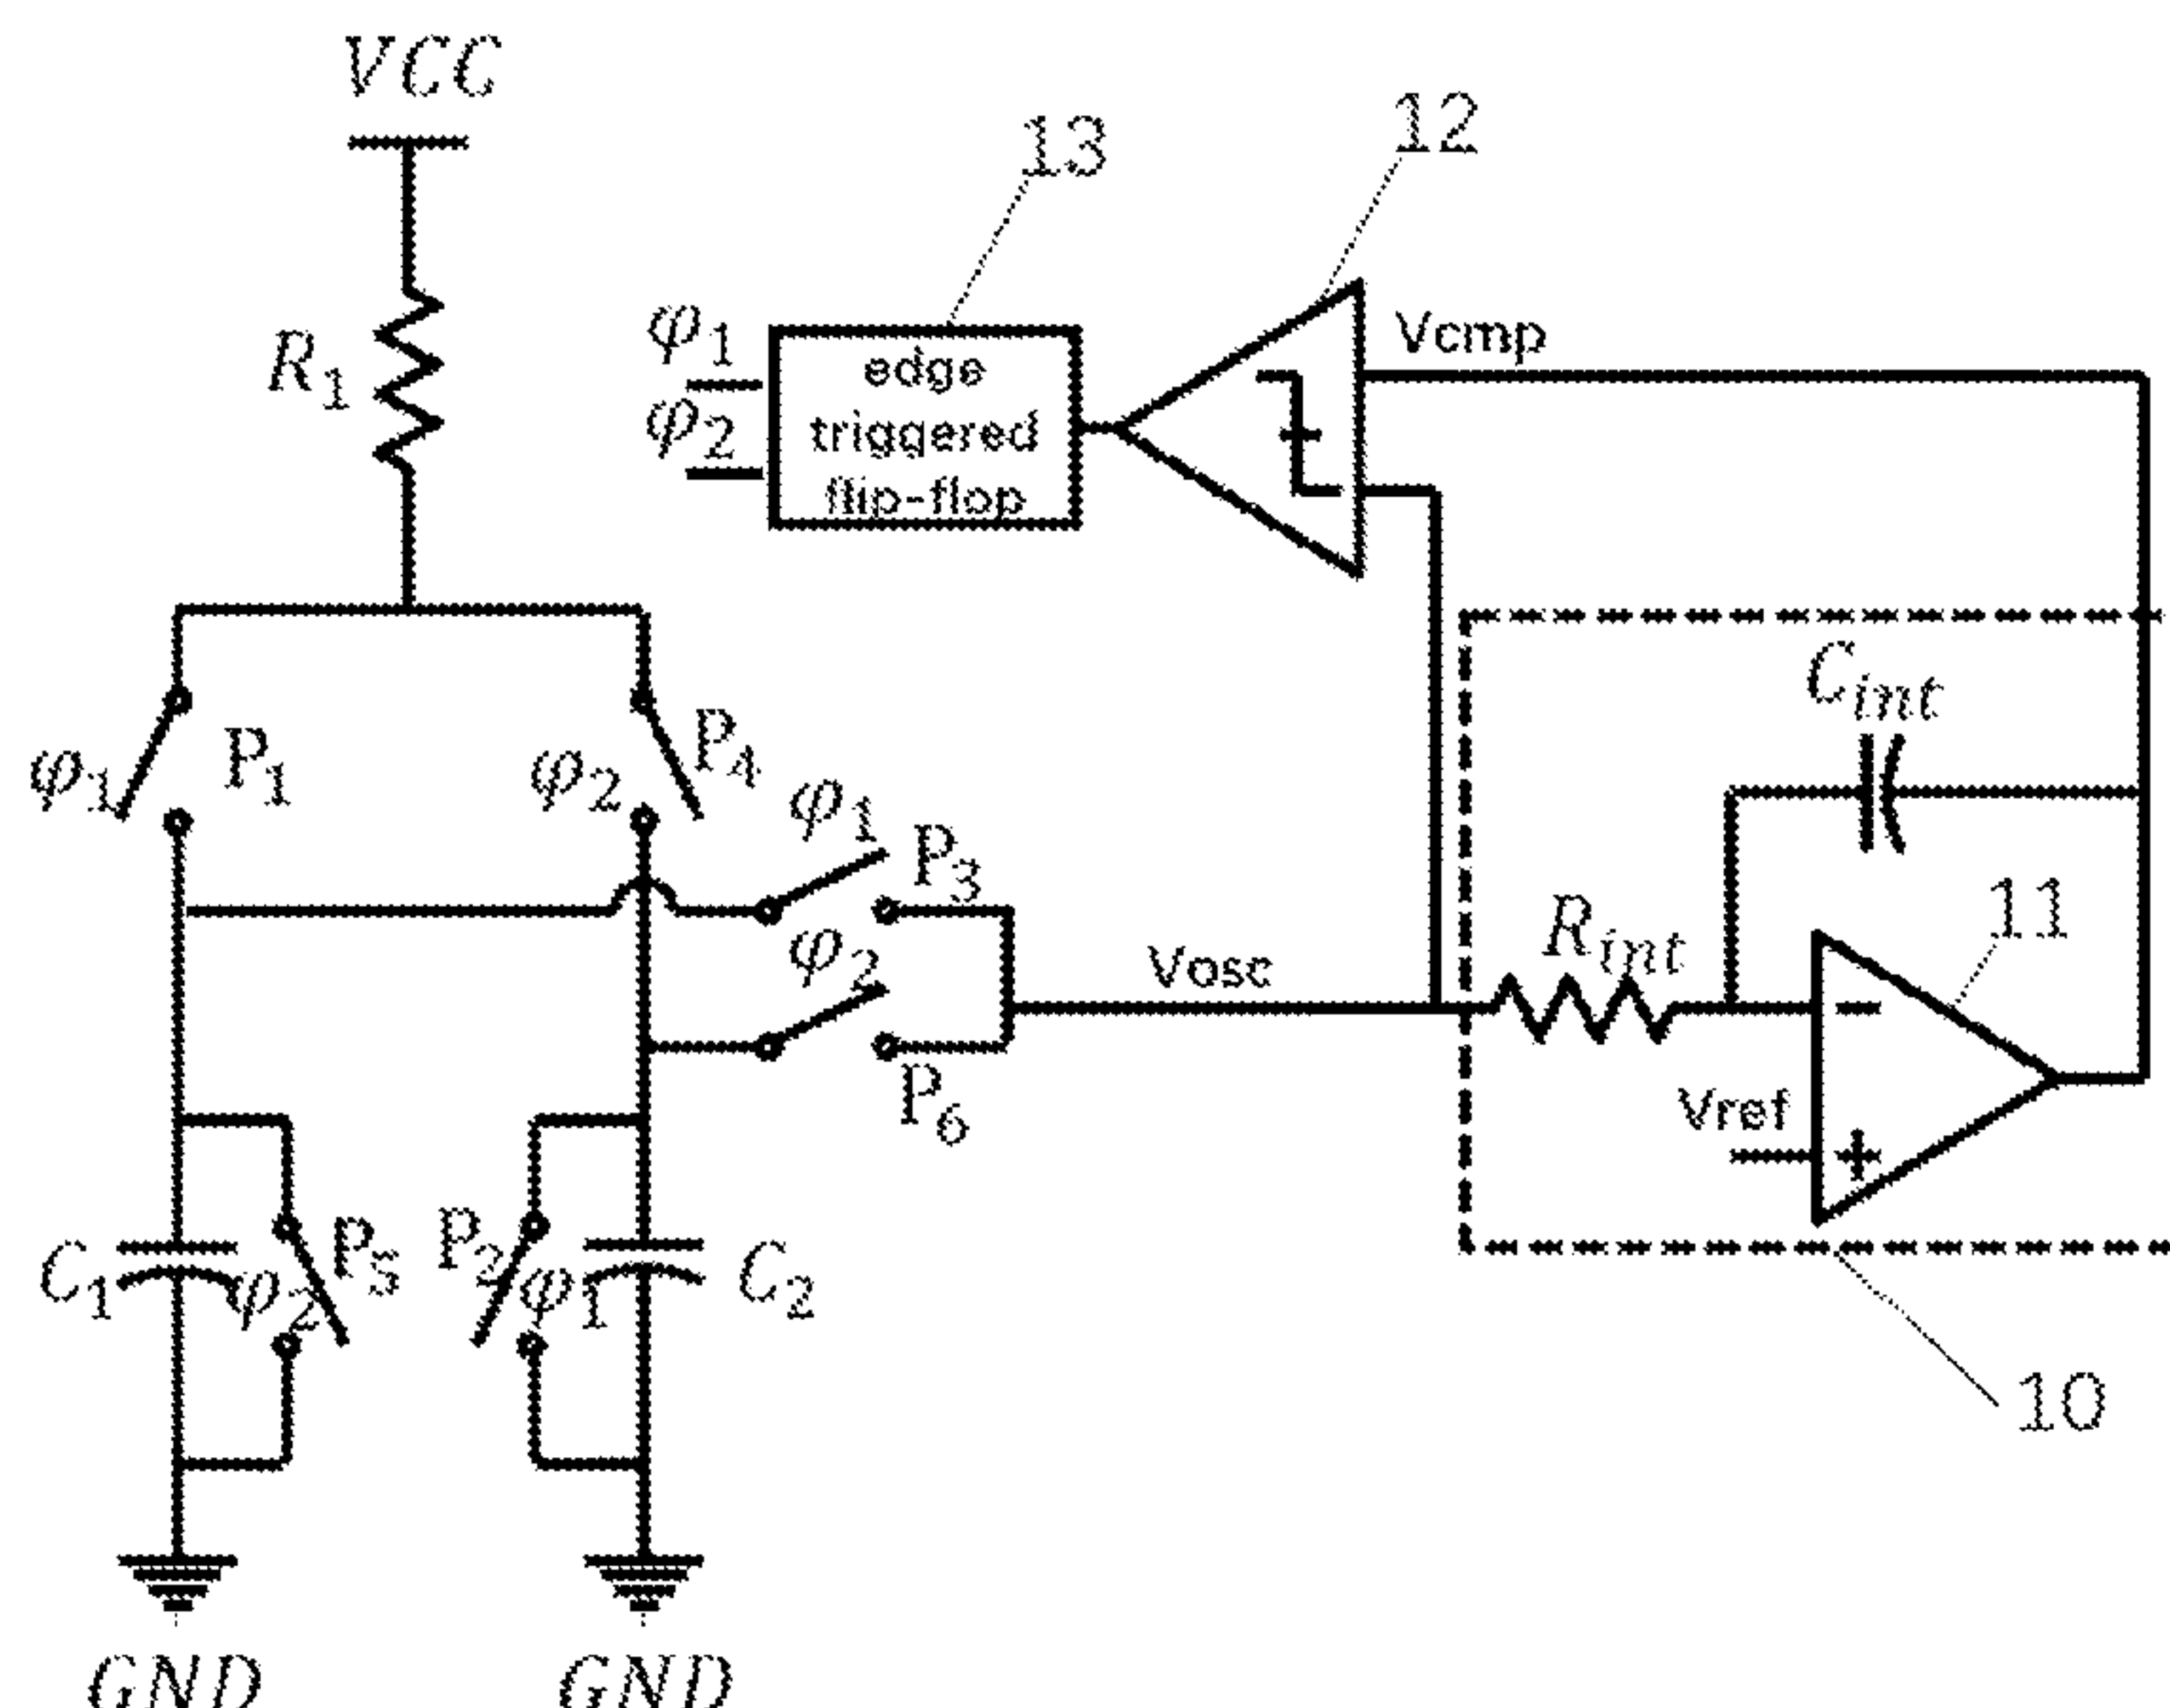 VCC
13
12
R1
φ1
φ2
edge
triggered
flip-flop
Vcmp
Cint
φ1
P1
φ2
P4
φ1
P3
φ2
P6
Vosc
Rint
11
Vref
-
+
C1
φ2
P5
P2
φ1
C2
10
GND
GND